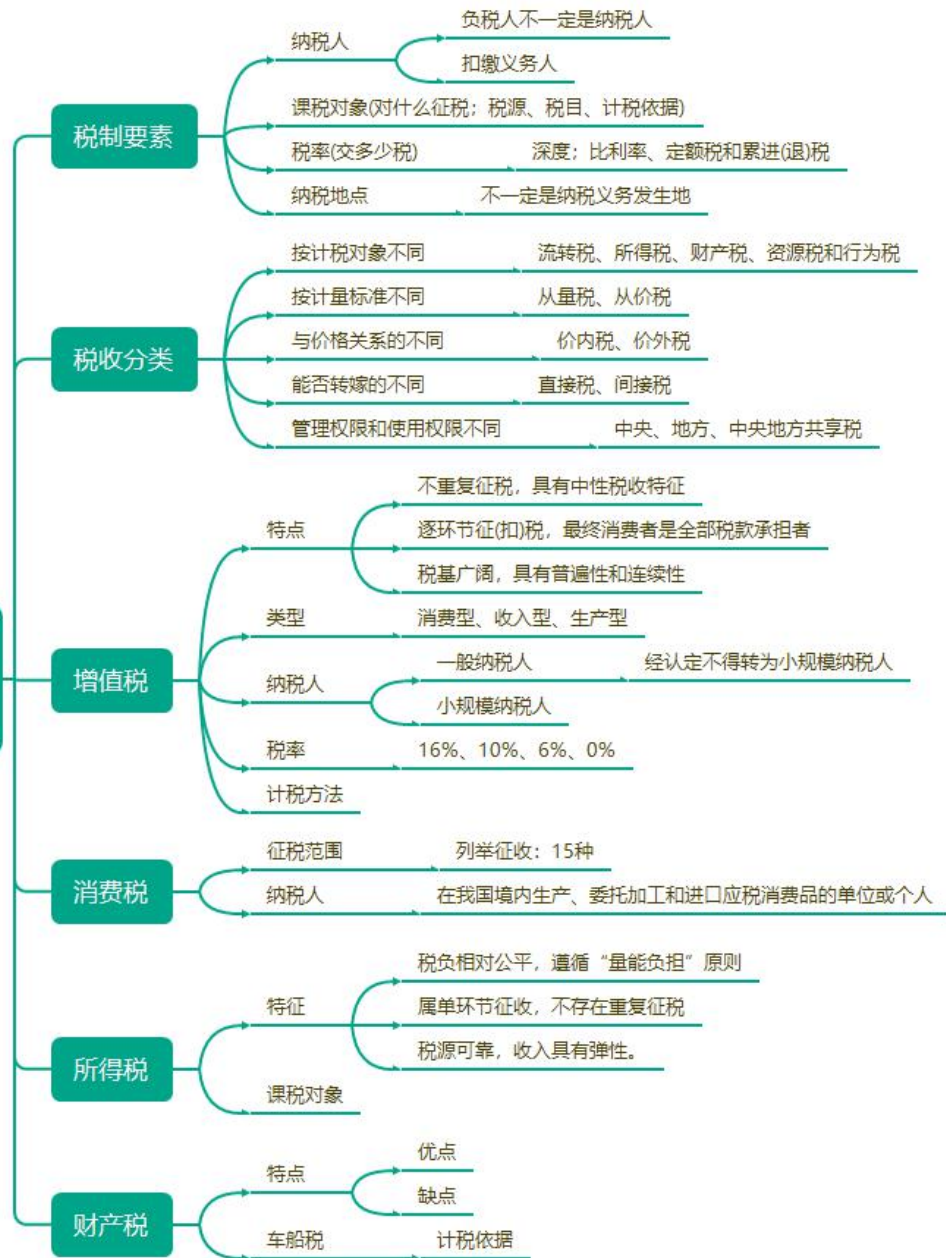 税制要素
纳税人
负税人不一定是纳税人
扣缴义务人
课税对象(对什么征税；税源、税目、计税依据)
税率(交多少税)
深度；比利率、定额税和累进(退)税
纳税地点
不一定是纳税义务发生地
税收分类
按计税对象不同
流转税、所得税、财产税、资源税和行为税
按计量标准不同
从量税、从价税
与价格关系的不同
价内税、价外税
能否转嫁的不同
直接税、间接税
管理权限和使用权限不同
中央、地方、中央地方共享税
增值税
特点
不重复征税，具有中性税收特征
逐环节征(扣)税，最终消费者是全部税款承担者
税基广阔，具有普遍性和连续性
类型
消费型、收入型、生产型
纳税人
一般纳税人
经认定不得转为小规模纳税人
小规模纳税人
税率
16%、10%、6%、0%
计税方法
消费税
征税范围
列举征收：15种
纳税人
在我国境内生产、委托加工和进口应税消费品的单位或个人
所得税
特征
税负相对公平，遵循“量能负担”原则
属单环节征收，不存在重复征税
税源可靠，收入具有弹性。
课税对象
财产税
特点
优点
缺点
车船税
计税依据